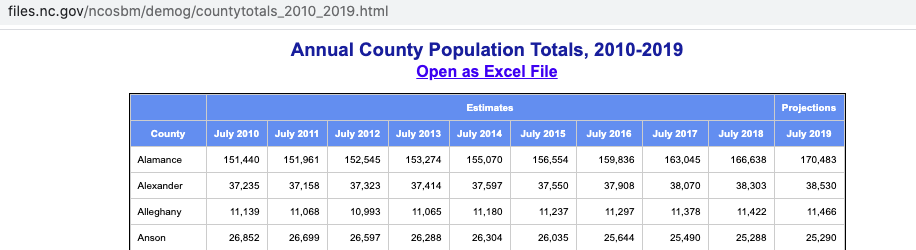 files.nc.gov/ncosbm/demog/countytotals_2010_2019.html
Annual County Population Totals, 2010-2019
Open as Excel File
Estimates Projections
County July 2010 July 2011 July 2012 July 2013 July 2014 July 2015 July 2016 July 2017 July 2018 July 2019
Alamance 151,440 151,961 152,545 153,274 155,070 156,554 159,836 163,045 166,638 170,483
Alexander 37,235 37,158 37,323 37,414 37,597 37,550 37,908 38,070 38,303 38,530
Alleghany 11,139 11,068 10,993 11,065 11,180 11,237 11,297 11,378 11,422 11,466
Anson 26,852 26,699 26,597 26,288 26,304 26,035 25,644 25,490 25,288 25,290